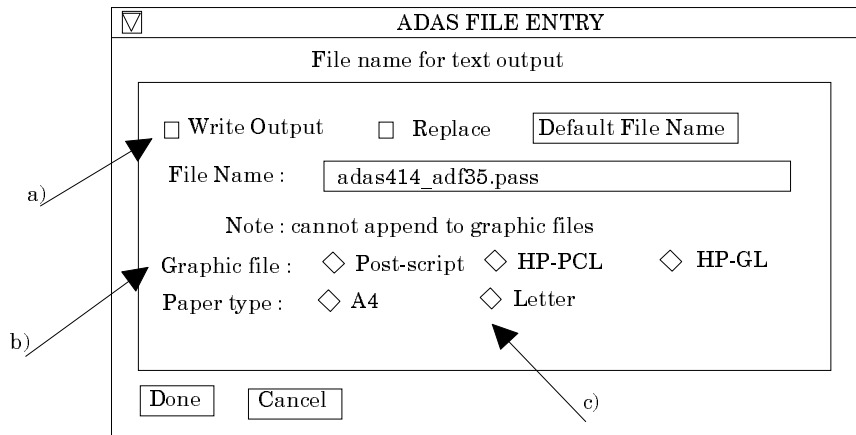 ADAS FILE ENTRY
File name for text output
Write Output Replace Default File Name
a)
File Name : adas414_adf35.pass
Note : cannot append to graphic files
Graphic file : Post-script HP-PCL HP-GL
Paper type : A4 Letter
b)
Done Cancel
c)